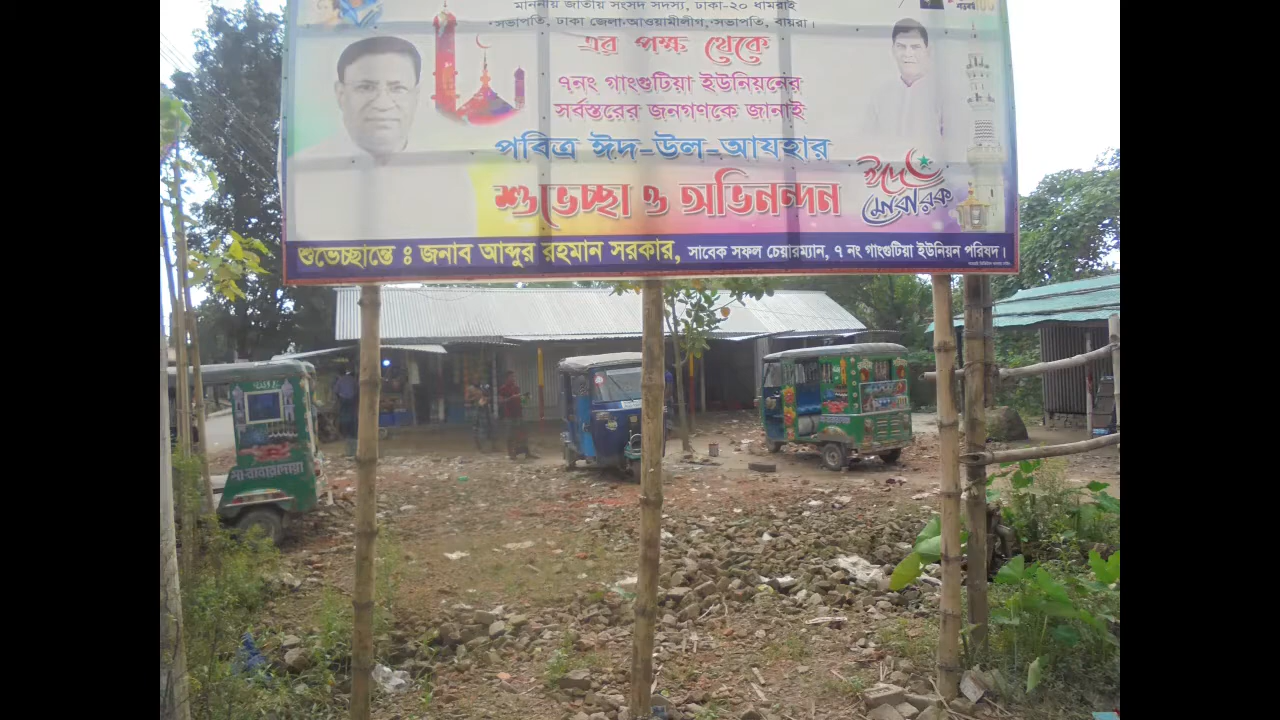 মাননীয় জাতীয় সংসদ সদস্য, ঢাকা-২০ ধামরাই
সভাপতি, ঢাকা জেলা-আওয়ামীলীগ, সভাপতি, বায়রা।
এর পক্ষ থেকে
৭নং গাংগুটিয়া ইউনিয়নের
সর্বস্তরের জনগণকে জানাই
পবিত্র ঈদ-উল-আযহার
শুভেচ্ছা ও অভিনন্দন
ঈদ মোবারক
শুভেচ্ছান্তে ঃ জনাব আব্দুর রহমান সরকার, সাবেক সফল চেয়ারম্যান, ৭ নং গাংগুটিয়া ইউনিয়ন পরিষদ।